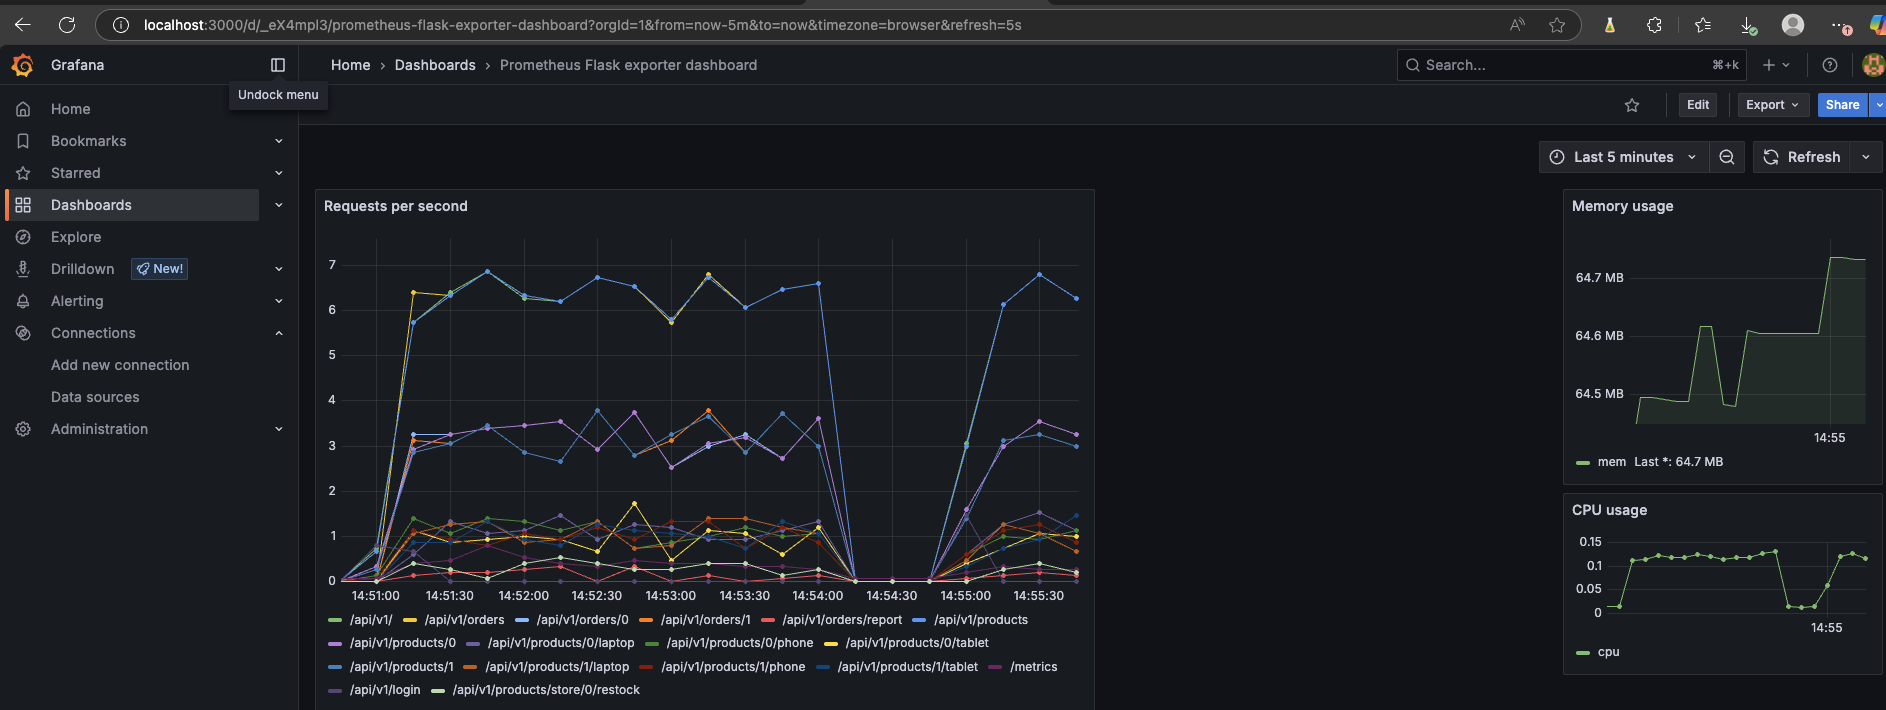 localhost:3000/d/_eX4mpl3/prometheus-flask-exporter-dashboard?orgId=1&from=now-5m&to=now&timezone=browser&refresh=5s
Grafana
Home › Dashboards › Prometheus Flask exporter dashboard
Search...
⌘+k
Undock menu
Edit
Export
Share
Home
Bookmarks
Starred
Dashboards
Explore
Drilldown
New!
Alerting
Connections
Add new connection
Data sources
Administration
Last 5 minutes
Refresh
Requests per second
7
6
5
4
3
2
1
0
14:51:00 14:51:30 14:52:00 14:52:30 14:53:00 14:53:30 14:54:00 14:54:30 14:55:00 14:55:30
/api/v1/ /api/v1/orders /api/v1/orders/0 /api/v1/orders/1 /api/v1/orders/report /api/v1/products
/api/v1/products/0 /api/v1/products/0/laptop /api/v1/products/0/phone /api/v1/products/0/tablet
/api/v1/products/1 /api/v1/products/1/laptop /api/v1/products/1/phone /api/v1/products/1/tablet /metrics
/api/v1/login /api/v1/products/store/0/restock
Memory usage
64.7 MB
64.6 MB
64.5 MB
14:55
mem Last *: 64.7 MB
CPU usage
0.15
0.1
0.05
0
14:55
cpu